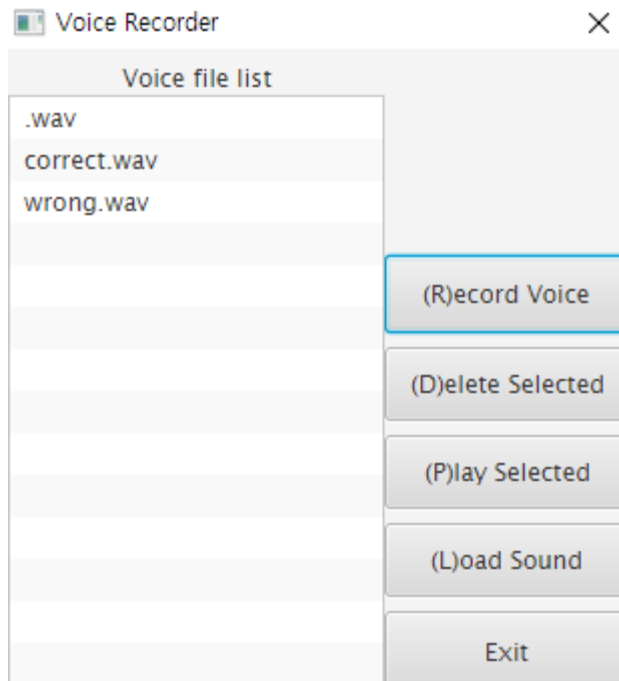 Voice Recorder
Voice file list
.wav
correct.wav
wrong.wav
(R)ecord Voice
(D)elete Selected
(P)lay Selected
(L)oad Sound
Exit